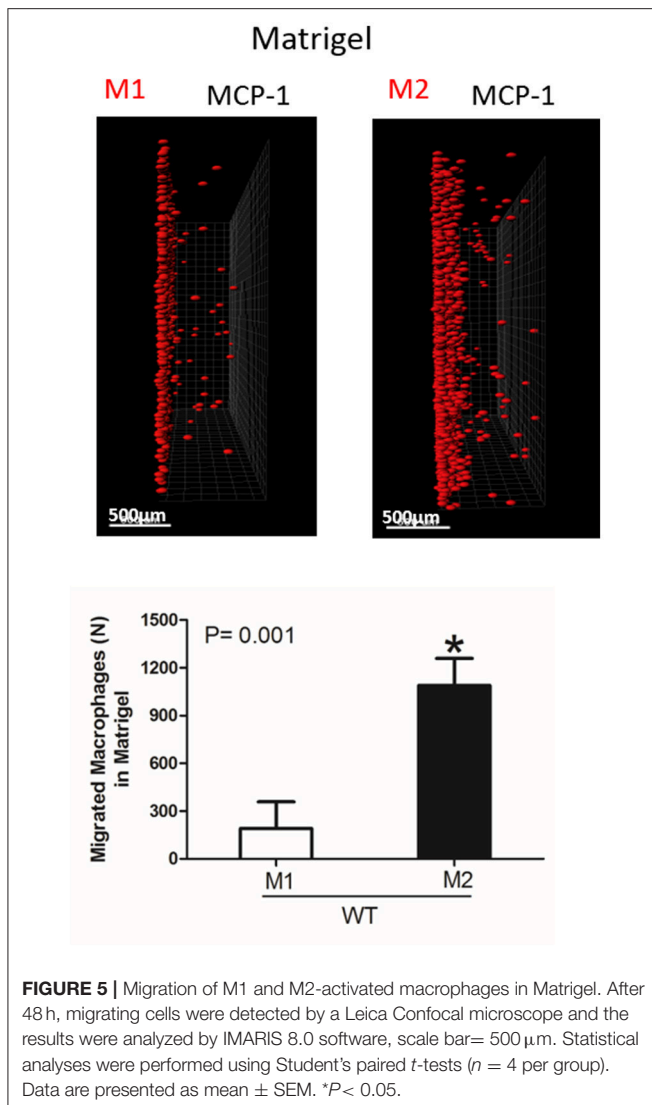 Matrigel
M1 MCP-1 M2 MCP-1
500µm 500µm
1500
1200
900
600
300
0
Migrated Macrophages (N)
in Matrigel
P= 0.001
*
M1 M2
WT
FIGURE 5 | Migration of M1 and M2-activated macrophages in Matrigel. After
48 h, migrating cells were detected by a Leica Confocal microscope and the
results were analyzed by IMARIS 8.0 software, scale bar= 500 µm. Statistical
analyses were performed using Student's paired t-tests (n = 4 per group).
Data are presented as mean ± SEM. *P< 0.05.